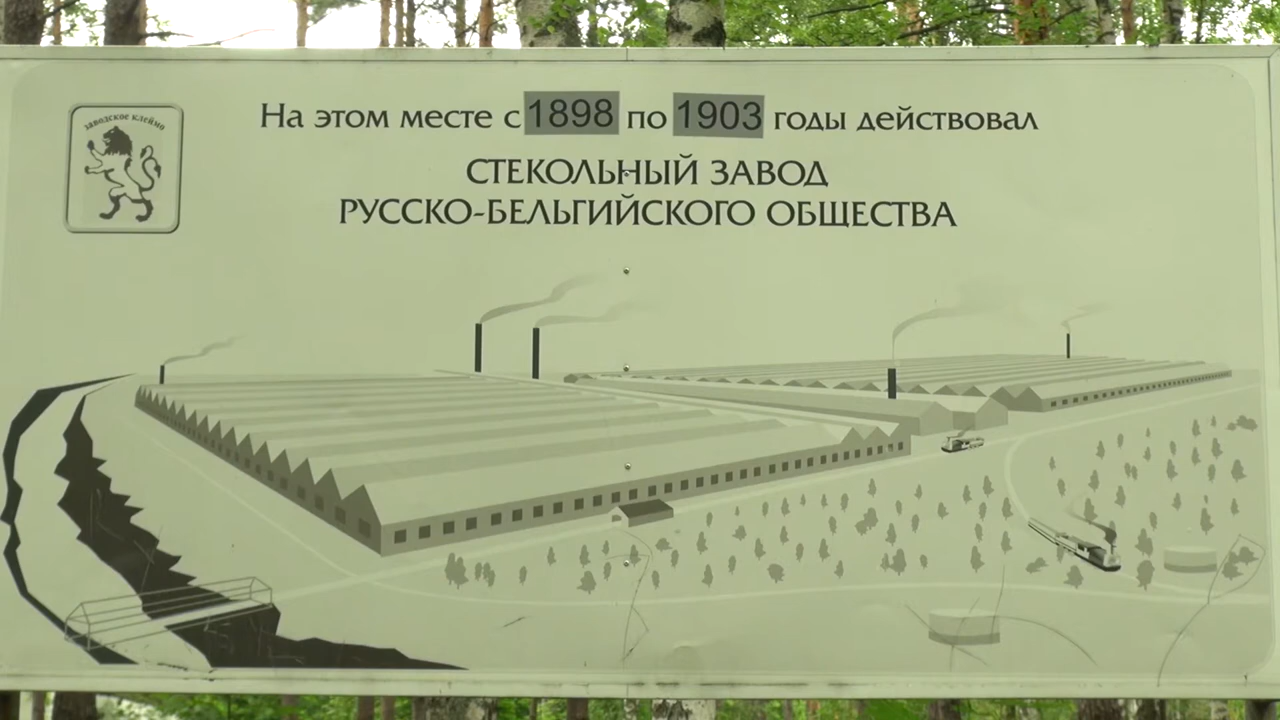 заводское клеймо
На этом месте с 1898 по 1903 годы действовал
СТЕКОЛЬНЫЙ ЗАВОД
РУССКО-БЕЛЬГИЙСКОГО ОБЩЕСТВА